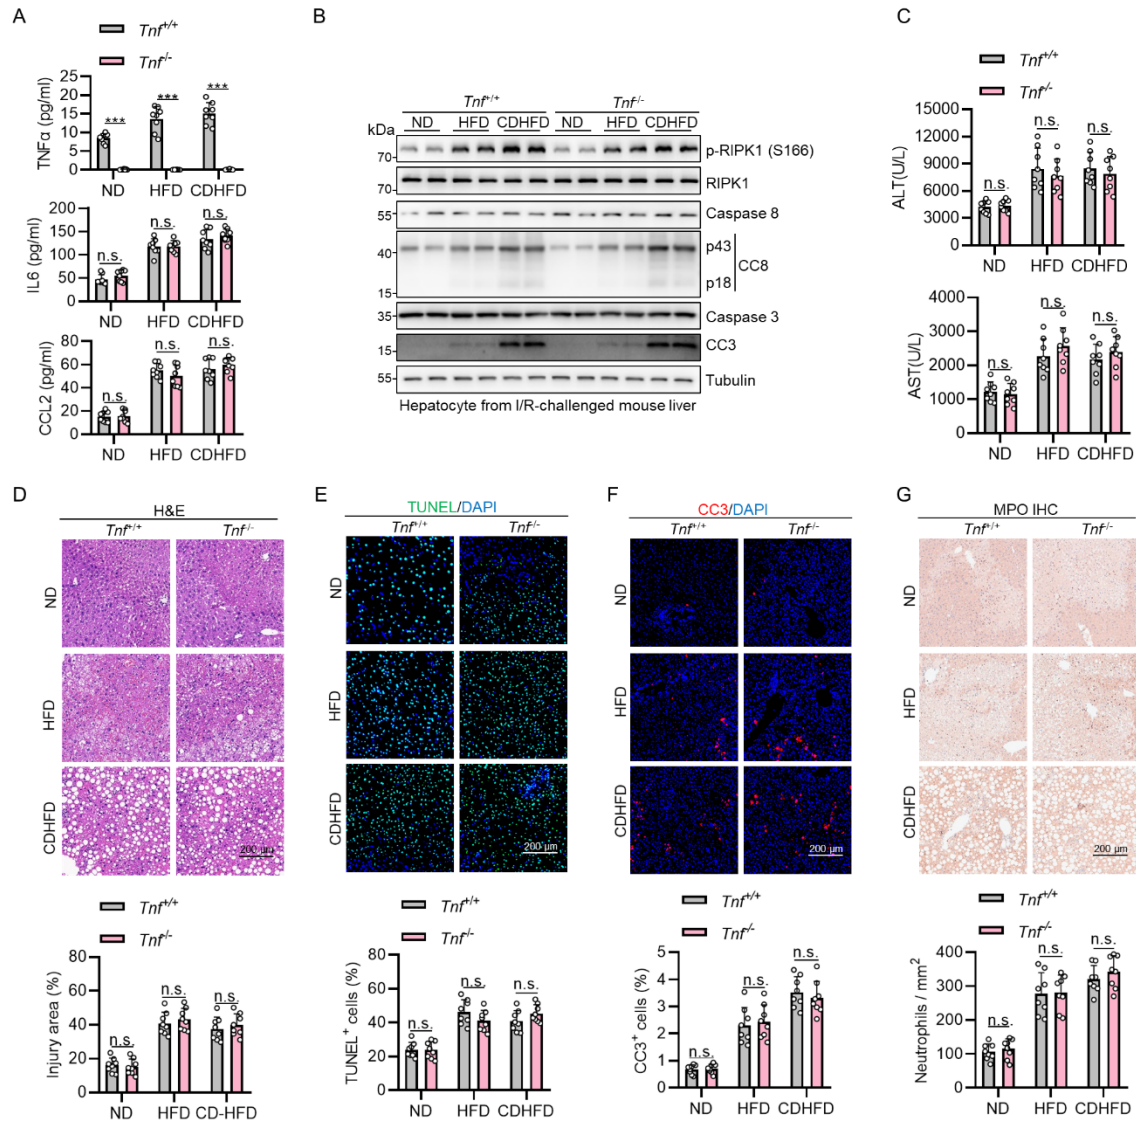 A
Tnf+/+
Tnf-/-
TNFα (pg/ml)
25
20
15
10
5
0
***
***
***
ND
HFD
CDHFD
IL6 (pg/ml)
200
150
100
50
0
n.s.
n.s.
n.s.
ND
HFD
CDHFD
CCL2 (pg/ml)
80
60
40
20
0
n.s.
n.s.
n.s.
ND
HFD
CDHFD
B
Tnf+/+
Tnf-/-
kDa
ND
HFD
CDHFD
ND
HFD
CDHFD
70
p-RIPK1 (S166)
70
RIPK1
55
Caspase 8
40
p43
CC8
p18
15
35
Caspase 3
15
CC3
55
Tubulin
Hepatocyte from I/R-challenged mouse liver
C
Tnf+/+
Tnf-/-
ALT(U/L)
15000
12000
9000
6000
3000
0
n.s.
n.s.
n.s.
ND
HFD
CDHFD
AST(U/L)
4000
3000
2000
1000
0
n.s.
n.s.
n.s.
ND
HFD
CDHFD
D
H&E
Tnf+/+
Tnf-/-
ND
HFD
CDHFD
200 µm
Tnf+/+
Tnf-/-
Injury area (%)
80
60
40
20
0
n.s.
n.s.
n.s.
ND
HFD
CD-HFD
E
TUNEL/DAPI
Tnf+/+
Tnf-/-
ND
HFD
CDHFD
200 µm
Tnf+/+
Tnf-/-
TUNEL+ cells (%)
80
60
40
20
0
n.s.
n.s.
n.s.
ND
HFD
CDHFD
F
CC3/DAPI
Tnf+/+
Tnf-/-
ND
HFD
CDHFD
200 µm
Tnf+/+
Tnf-/-
CC3+ cells (%)
5
4
3
2
1
0
n.s.
n.s.
n.s.
ND
HFD
CDHFD
G
MPO IHC
Tnf+/+
Tnf-/-
ND
HFD
CDHFD
200 µm
Tnf+/+
Tnf-/-
Neutrophils / mm2
400
300
200
100
0
n.s.
n.s.
n.s.
ND
HFD
CDHFD